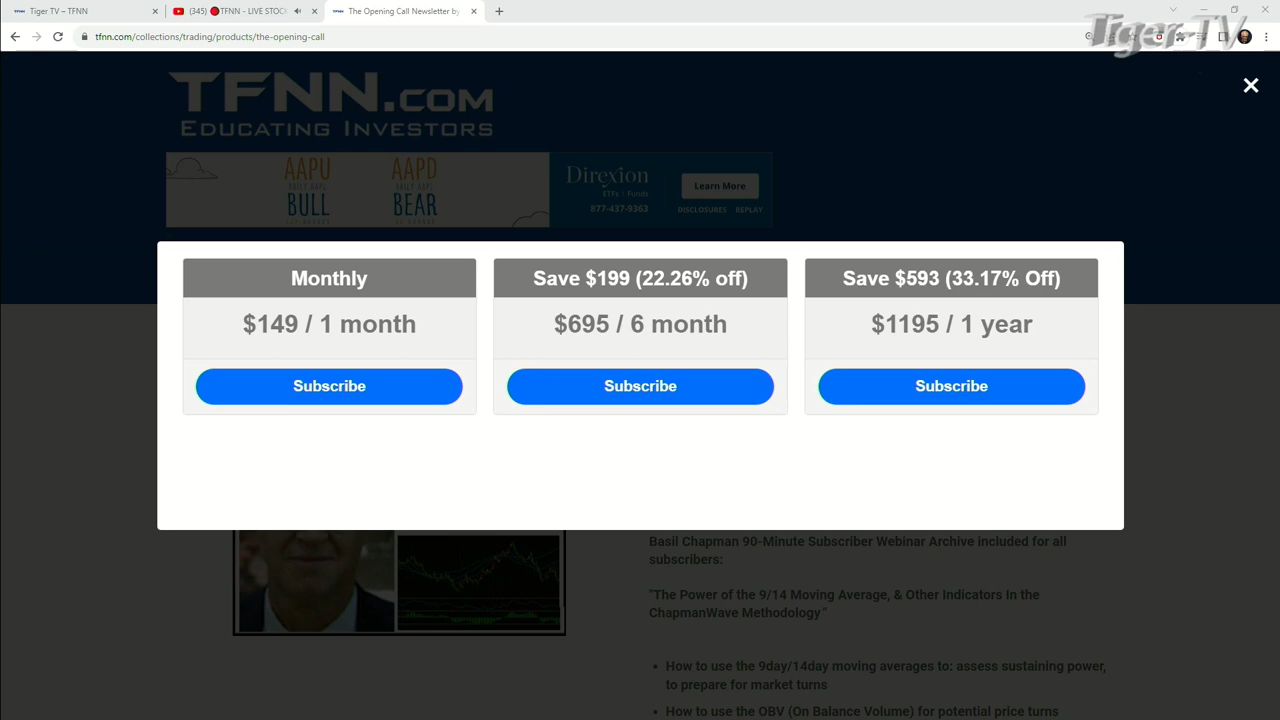 Tiger TV – TFNN
(345) 🔴TFNN - LIVE STOCK
The Opening Call Newsletter by
tfnn.com/collections/trading/products/the-opening-call
Tiger-TV
TFNN.com
Educating Investors
AAPU
DAILY AAPL
BULL
AAPD
DAILY AAPL
BEAR
Direxion
ETFs · Funds
877-437-9363
Learn More
DISCLOSURES REPLAY
Monthly
$149 / 1 month
Subscribe
Save $199 (22.26% off)
$695 / 6 month
Subscribe
Save $593 (33.17% Off)
$1195 / 1 year
Subscribe
Basil Chapman 90-Minute Subscriber Webinar Archive included for all
subscribers:
"The Power of the 9/14 Moving Average, & Other Indicators In the
ChapmanWave Methodology"
• How to use the 9day/14day moving averages to: assess sustaining power,
to prepare for market turns
• How to use the OBV (On Balance Volume) for potential price turns